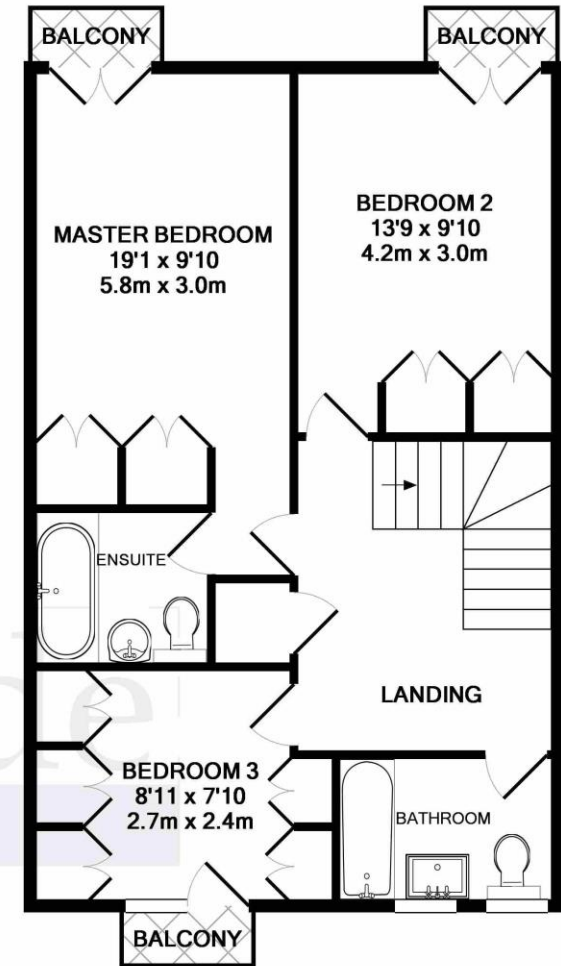 BALCONY
BALCONY
MASTER BEDROOM
19'1 x 9'10
5.8m x 3.0m
BEDROOM 2
13'9 x 9'10
4.2m x 3.0m
ENSUITE
LANDING
BEDROOM 3
8'11 x 7'10
2.7m x 2.4m
BATHROOM
BALCONY
de